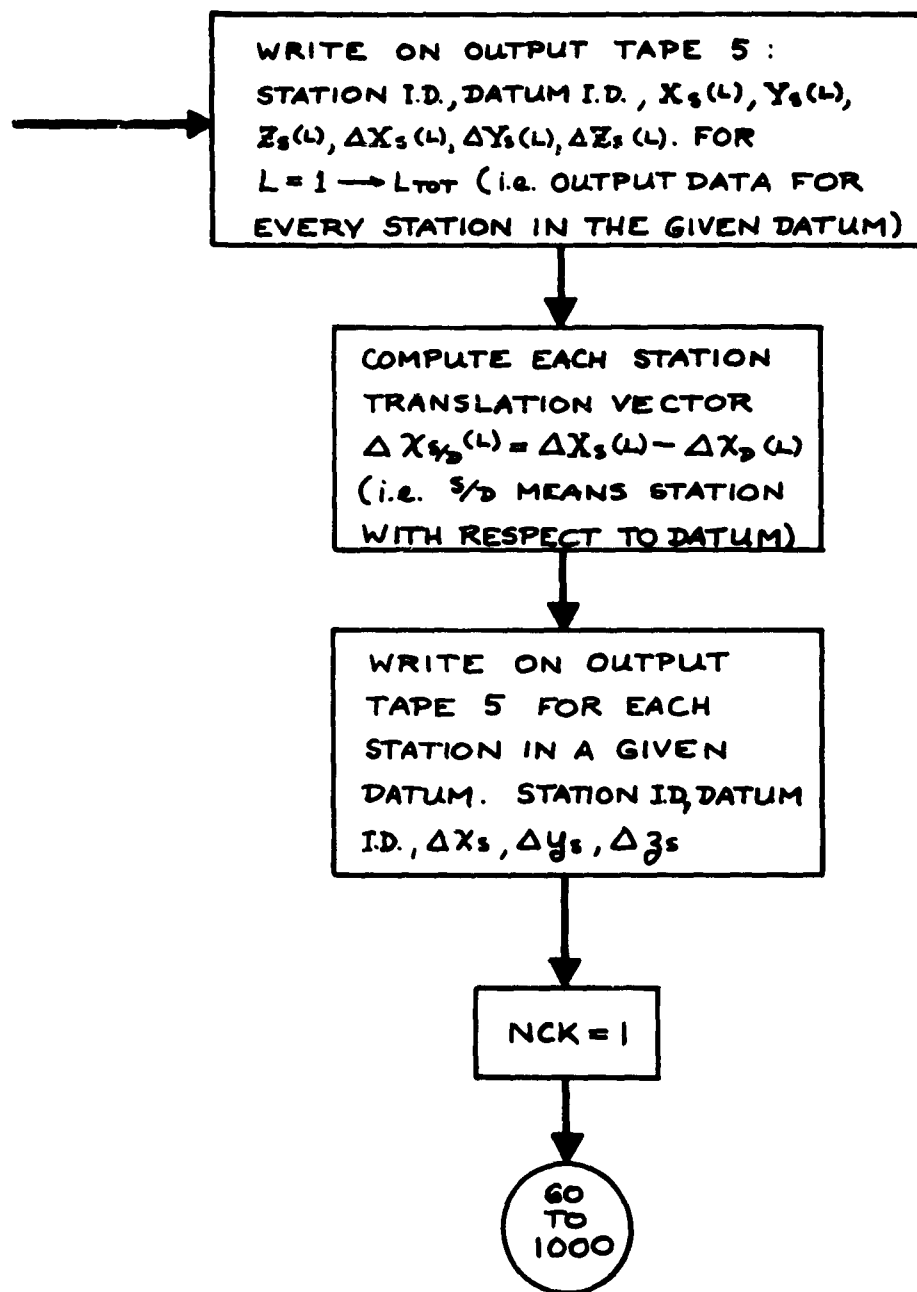 WRITE ON OUTPUT TAPE 5 :
STATION I.D., DATUM I.D., Xs(L), Ys(L),
Zs(L), ΔXs(L), ΔYs(L), ΔZs(L). FOR
L = 1 → LTOT (i.e. OUTPUT DATA FOR
EVERY STATION IN THE GIVEN DATUM)
COMPUTE EACH STATION
TRANSLATION VECTOR
ΔXS/D(L) = ΔXS(L) - ΔXD(L)
(i.e. S/D MEANS STATION
WITH RESPECT TO DATUM)
WRITE ON OUTPUT
TAPE 5 FOR EACH
STATION IN A GIVEN
DATUM. STATION I.D, DATUM
I.D., ΔXs, Δys, Δzs
NCK = 1
GO
TO
1000